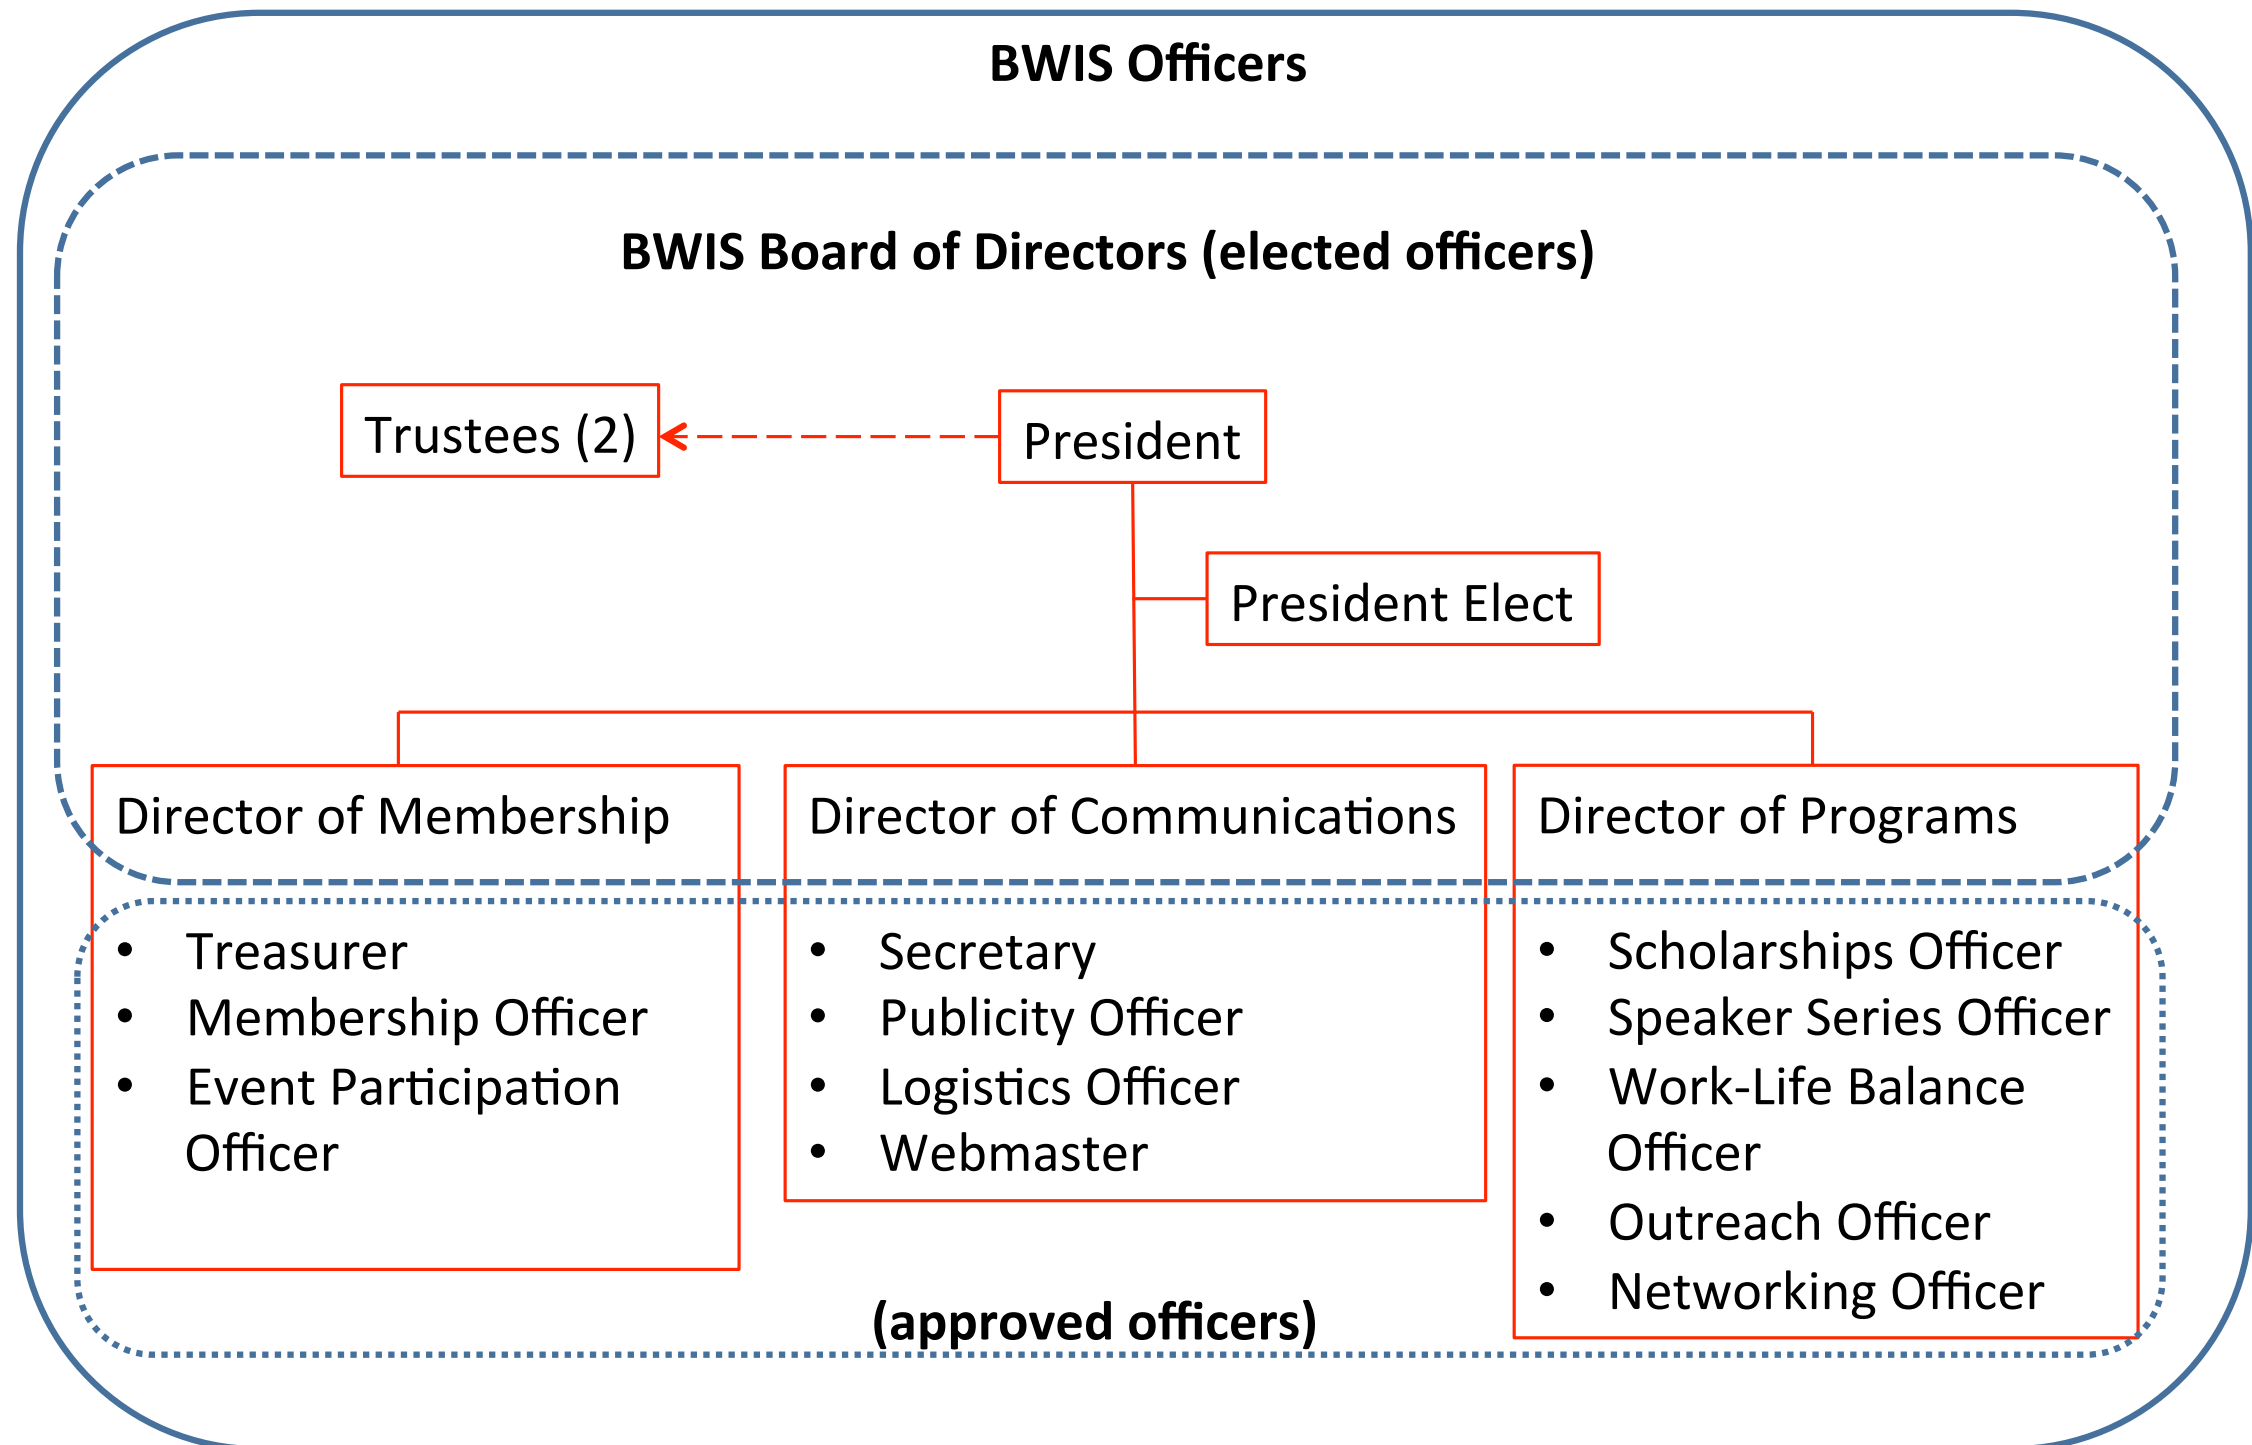 BWIS Officers
BWIS Board of Directors (elected officers)
Trustees (2)
President
President Elect
Director of Membership
• Treasurer
• Membership Officer
• Event Participation
Officer
Director of Communications
• Secretary
• Publicity Officer
• Logistics Officer
• Webmaster
Director of Programs
• Scholarships Officer
• Speaker Series Officer
• Work-Life Balance
Officer
• Outreach Officer
• Networking Officer
(approved officers)